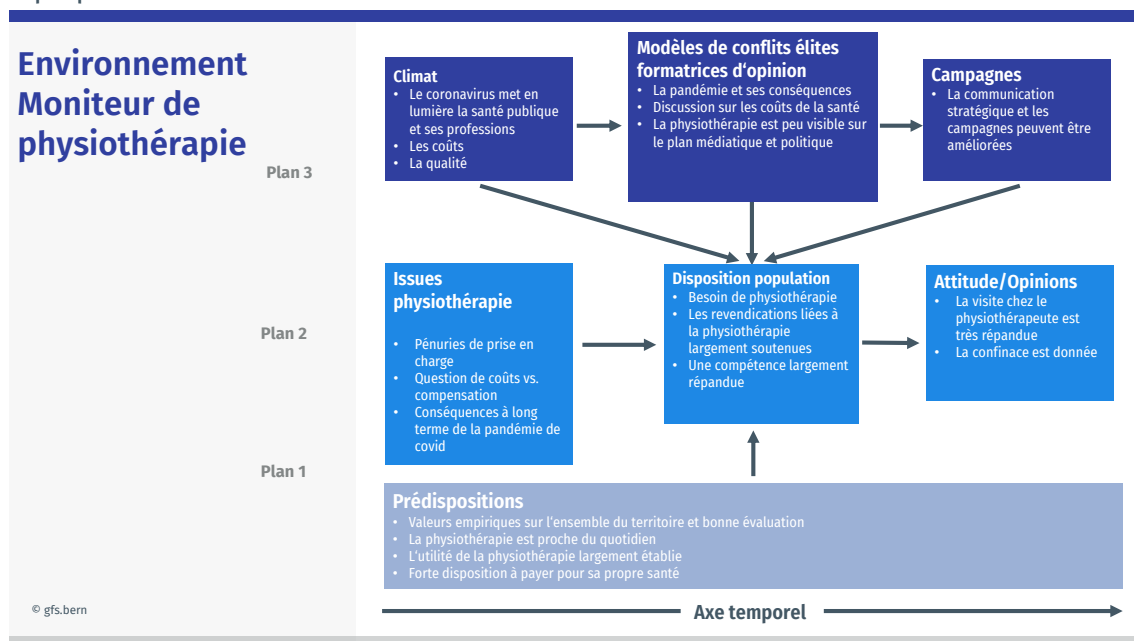 Environnement
Moniteur de
physiothérapie
Plan 3
Climat
• Le coronavirus met en
lumière la santé publique
et ses professions
• Les coûts
• La qualité
Modèles de conflits élites
formatrices d‘opinion
• La pandémie et ses conséquences
• Discussion sur les coûts de la santé
• La physiothérapie est peu visible sur
le plan médiatique et politique
Campagnes
• La communication
stratégique et les
campagnes peuvent être
améliorées
Plan 2
Issues
physiothérapie
• Pénuries de prise en
charge
• Question de coûts vs.
compensation
• Conséquences à long
terme de la pandémie de
covid
Disposition population
• Besoin de physiothérapie
• Les revendications liées à
la physiothérapie
largement soutenues
• Une compétence largement
répandue
Attitude/Opinions
• La visite chez le
physiothérapeute est
très répandue
• La confinace est donnée
Plan 1
Prédispositions
• Valeurs empiriques sur l‘ensemble du territoire et bonne évaluation
• La physiothérapie est proche du quotidien
• L‘utilité de la physiothérapie largement établie
• Forte disposition à payer pour sa propre santé
© gfs.bern
Axe temporel